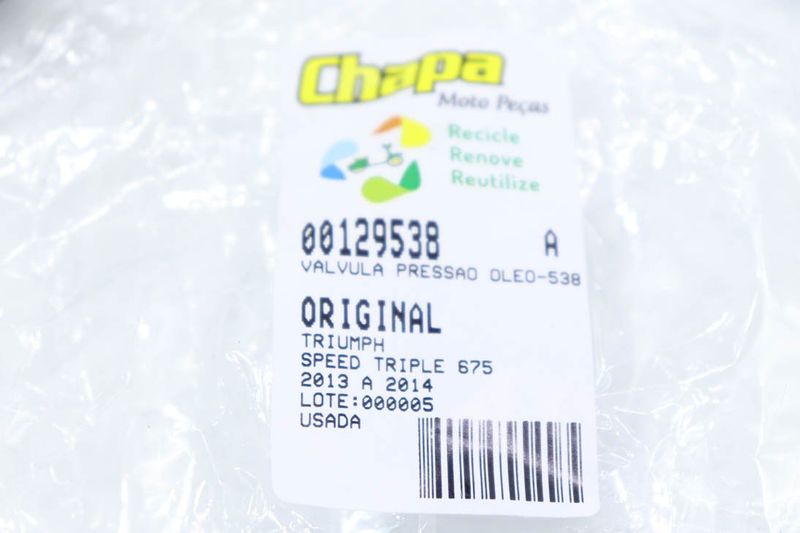 Chapa
Moto Peças
Recicle
Renove
Reutilize
00129538 A
VALVULA PRESSAO OLEO-538
ORIGINAL
TRIUMPH
SPEED TRIPLE 675
2013 A 2014
LOTE:000005
USADA